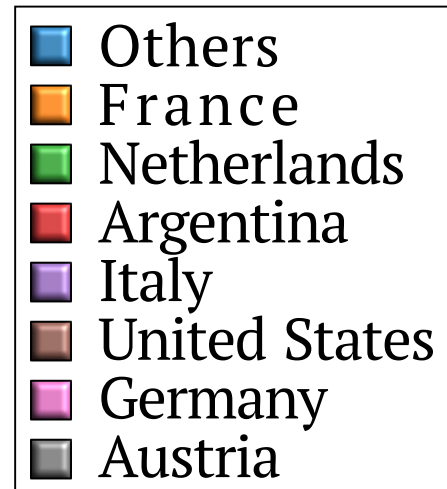 Others
France
Netherlands
Argentina
Italy
United States
Germany
Austria